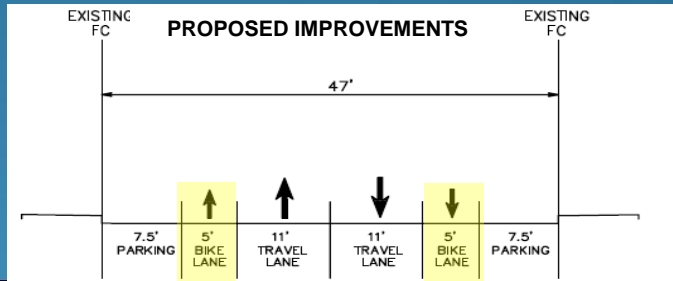 EXISTING
FC
PROPOSED IMPROVEMENTS
EXISTING
FC
47'
7.5'
PARKING
5'
BIKE
LANE
11'
TRAVEL
LANE
11'
TRAVEL
LANE
5'
BIKE
LANE
7.5'
PARKING